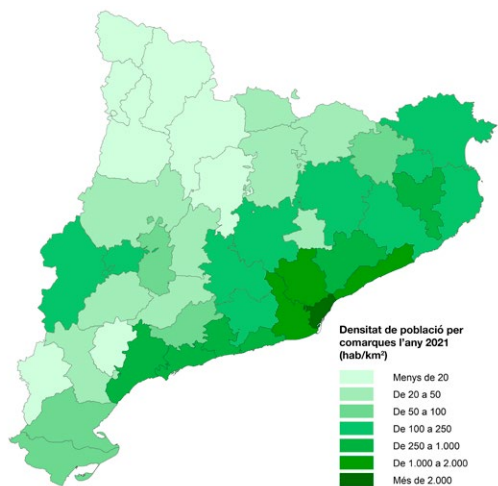 Densitat de població per
comarques l'any 2021
(hab/km²)
Menys de 20
De 20 a 50
De 50 a 100
De 100 a 250
De 250 a 1.000
De 1.000 a 2.000
Més de 2.000